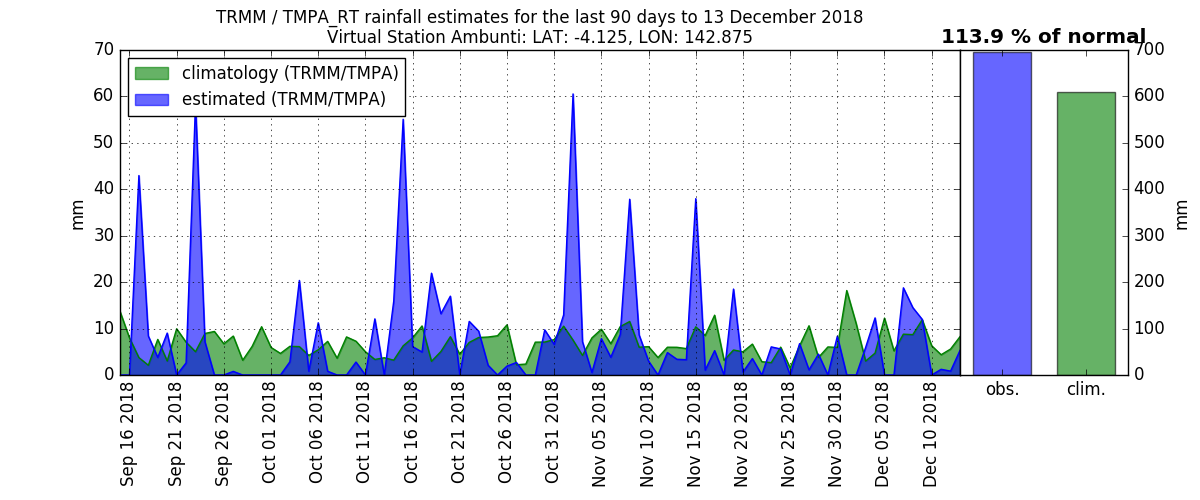 TRMM / TMPA_RT rainfall estimates for the last 90 days to 13 December 2018
Virtual Station Ambunti: LAT: -4.125, LON: 142.875
113.9 % of normal
climatology (TRMM/TMPA)
estimated (TRMM/TMPA)
70
60
50
40
30
20
10
0
mm
Sep 16 2018
Sep 21 2018
Sep 26 2018
Oct 01 2018
Oct 06 2018
Oct 11 2018
Oct 16 2018
Oct 21 2018
Oct 26 2018
Oct 31 2018
Nov 05 2018
Nov 10 2018
Nov 15 2018
Nov 20 2018
Nov 25 2018
Nov 30 2018
Dec 05 2018
Dec 10 2018
obs.
clim.
700
600
500
400
300
200
100
0
mm